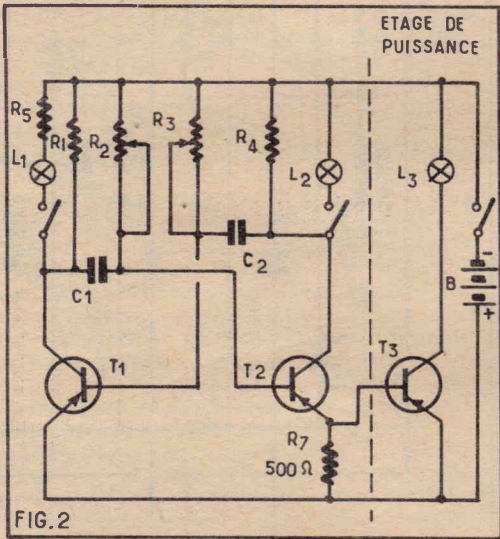 ETAGE DE
PUISSANCE
R5
R1
R2
R3
R4
L1
L2
L3
C1
C2
B
-
+
T1
T2
T3
R7
500 Ω
FIG.2